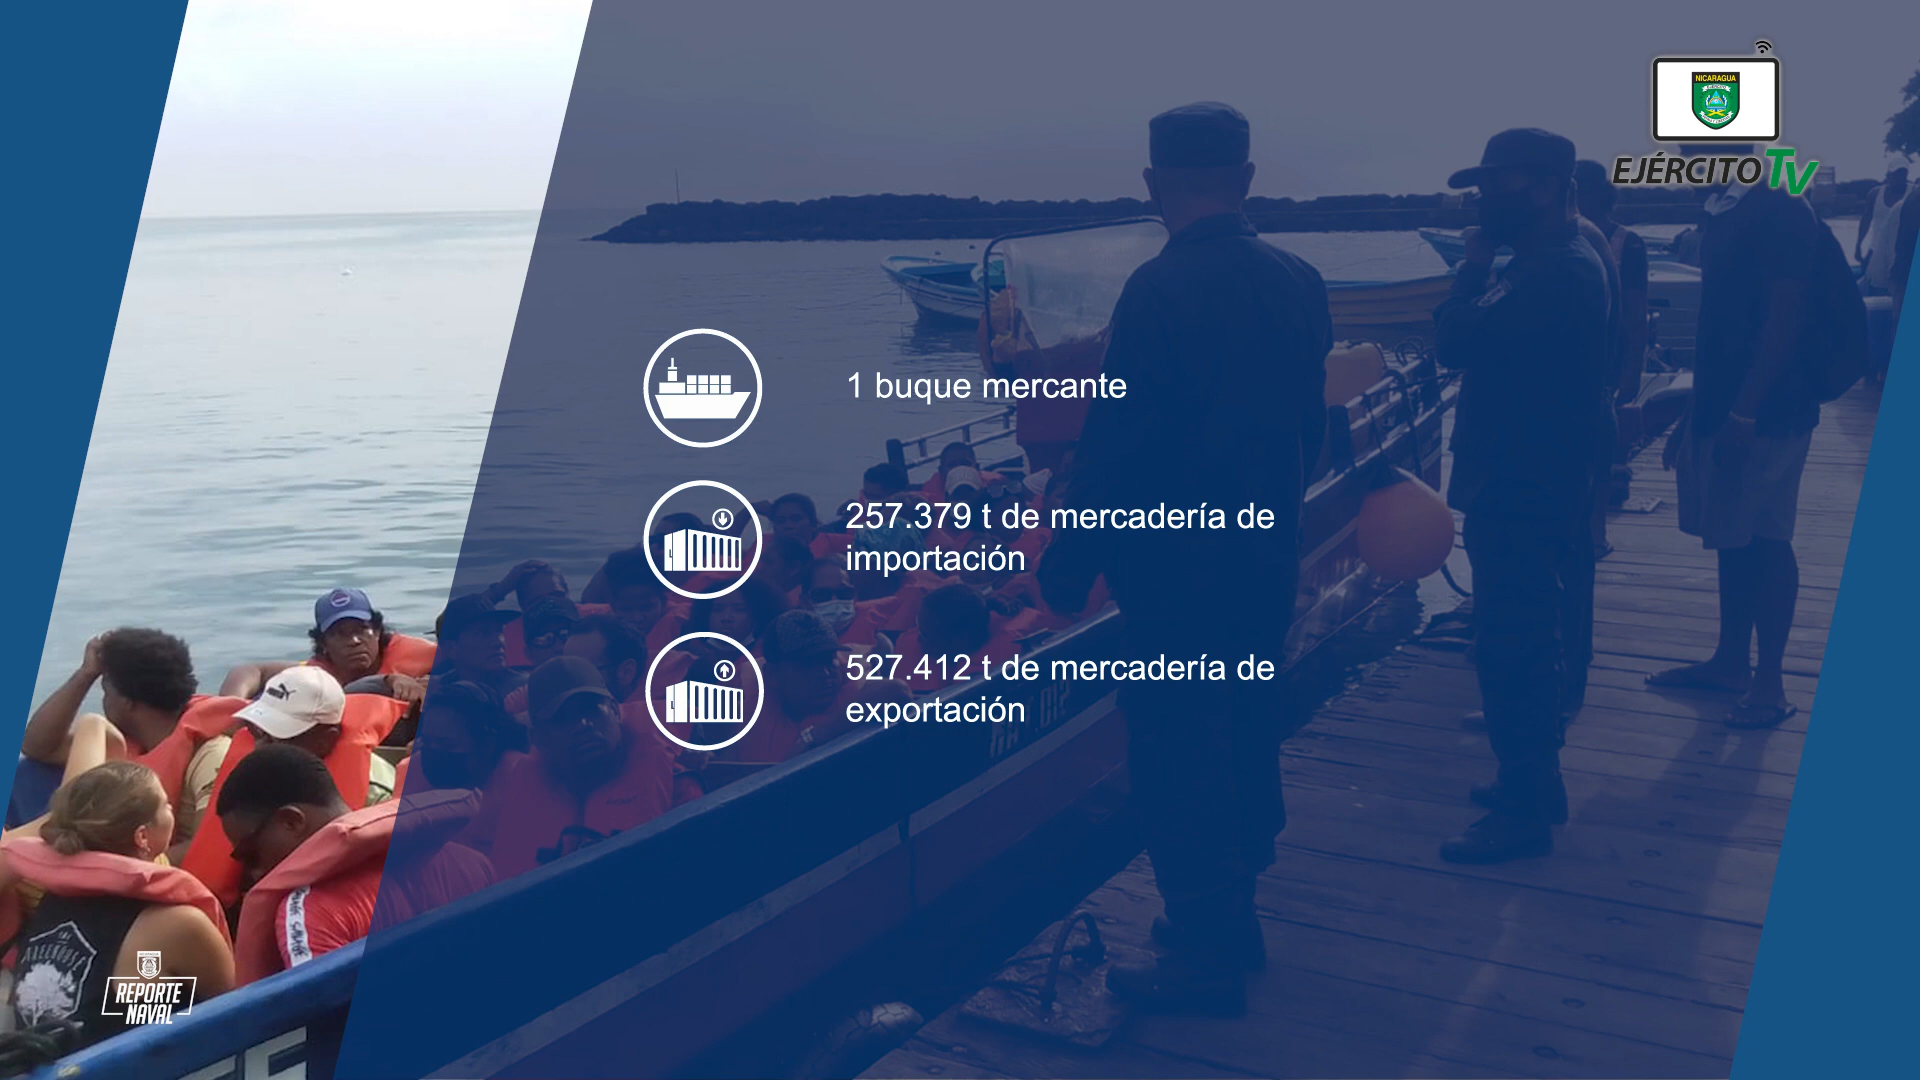 NICARAGUA
EJÉRCITO TV
1 buque mercante
257.379 t de mercadería de
importación
527.412 t de mercadería de
exportación
REPORTE
NAVAL